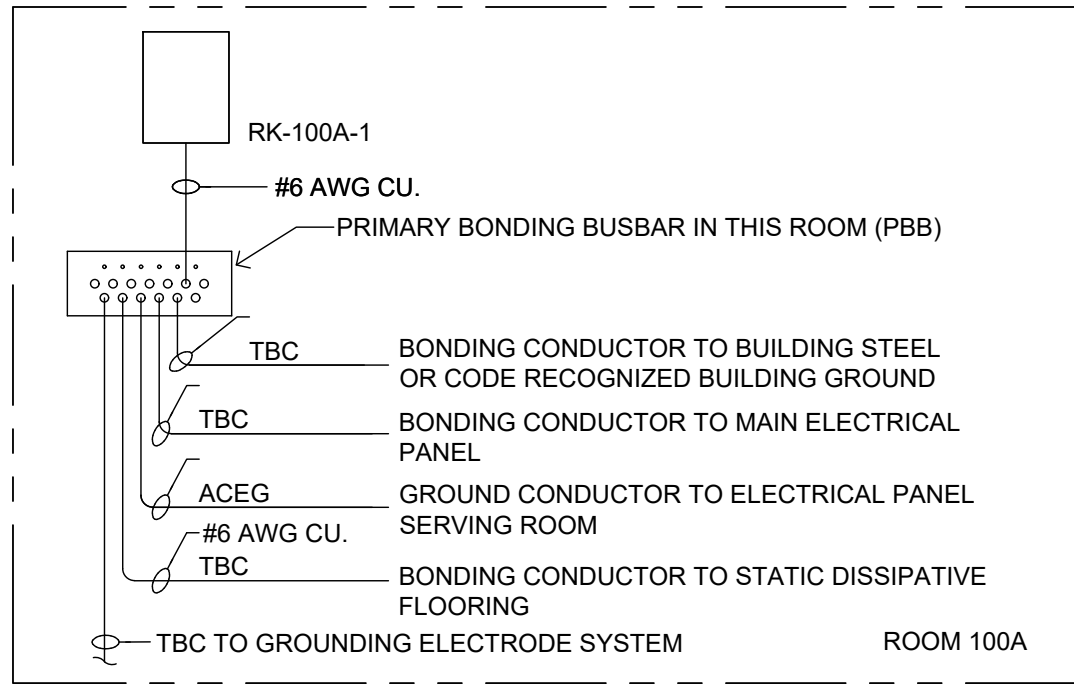 RK-100A-1
#6 AWG CU.
PRIMARY BONDING BUSBAR IN THIS ROOM (PBB)
TBC
BONDING CONDUCTOR TO BUILDING STEEL
OR CODE RECOGNIZED BUILDING GROUND
TBC
BONDING CONDUCTOR TO MAIN ELECTRICAL
PANEL
ACEG
GROUND CONDUCTOR TO ELECTRICAL PANEL
SERVING ROOM
#6 AWG CU.
TBC
BONDING CONDUCTOR TO STATIC DISSIPATIVE
FLOORING
TBC TO GROUNDING ELECTRODE SYSTEM
ROOM 100A